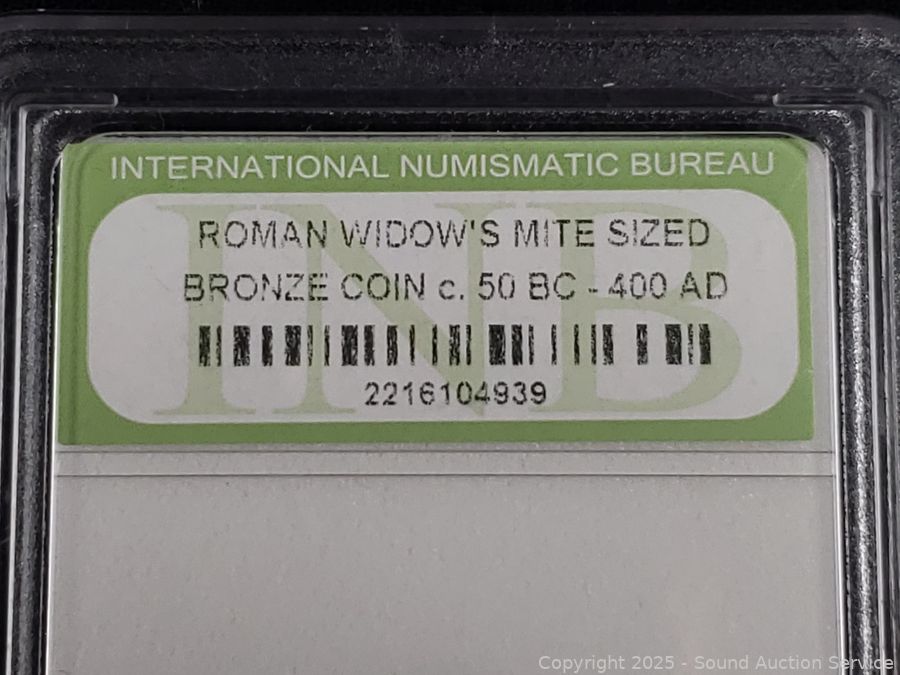 INTERNATIONAL NUMISMATIC BUREAU
ROMAN WIDOW'S MITE SIZED
BRONZE COIN c. 50 BC - 400 AD
INB
2216104939
Copyright 2025 - Sound Auction Service